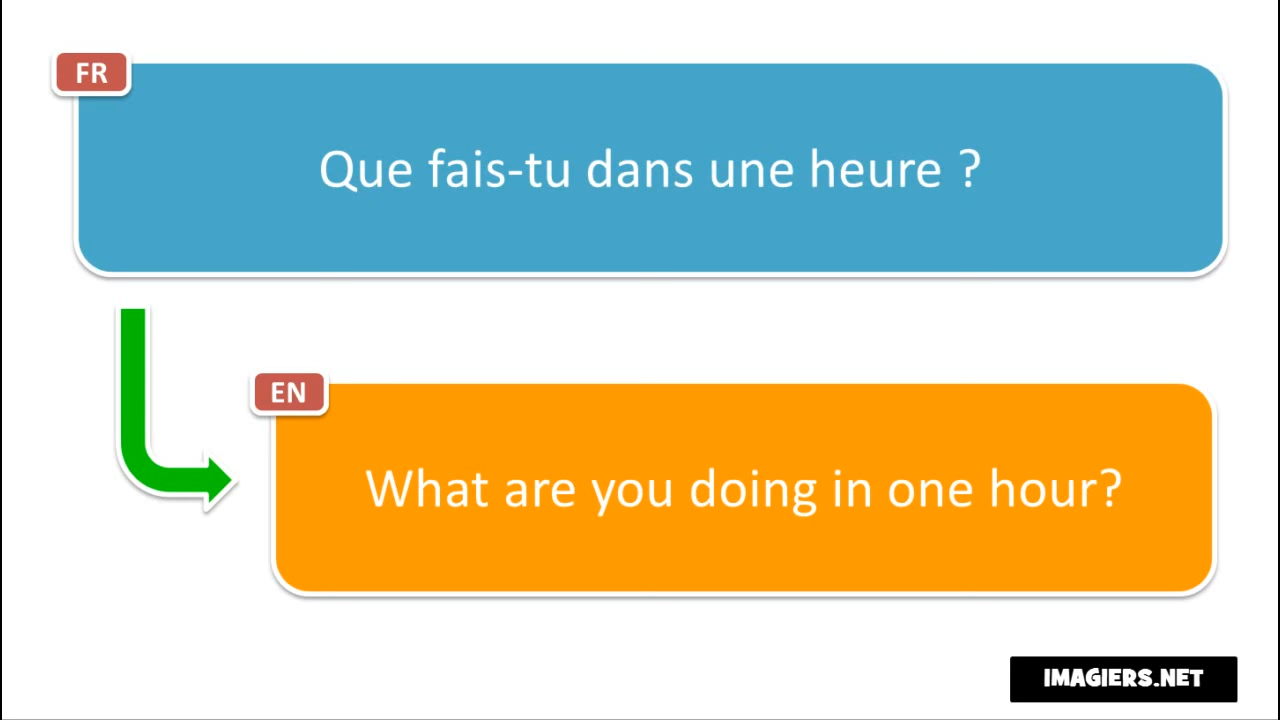 FR
Que fais-tu dans une heure ?
EN
What are you doing in one hour?
IMAGIERS.NET